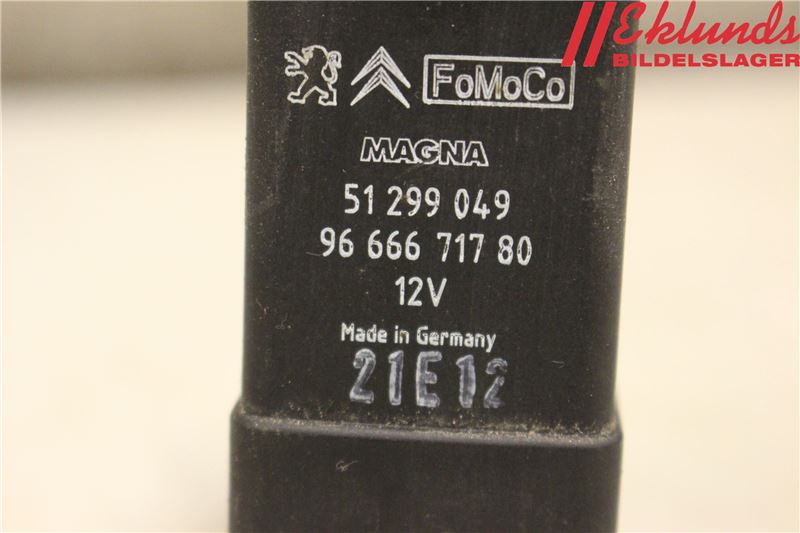 Eklunds
BILDELSLAGER
FoMoCo
MAGNA
51 299 049
96 666 717 80
12V
Made in Germany
21E12